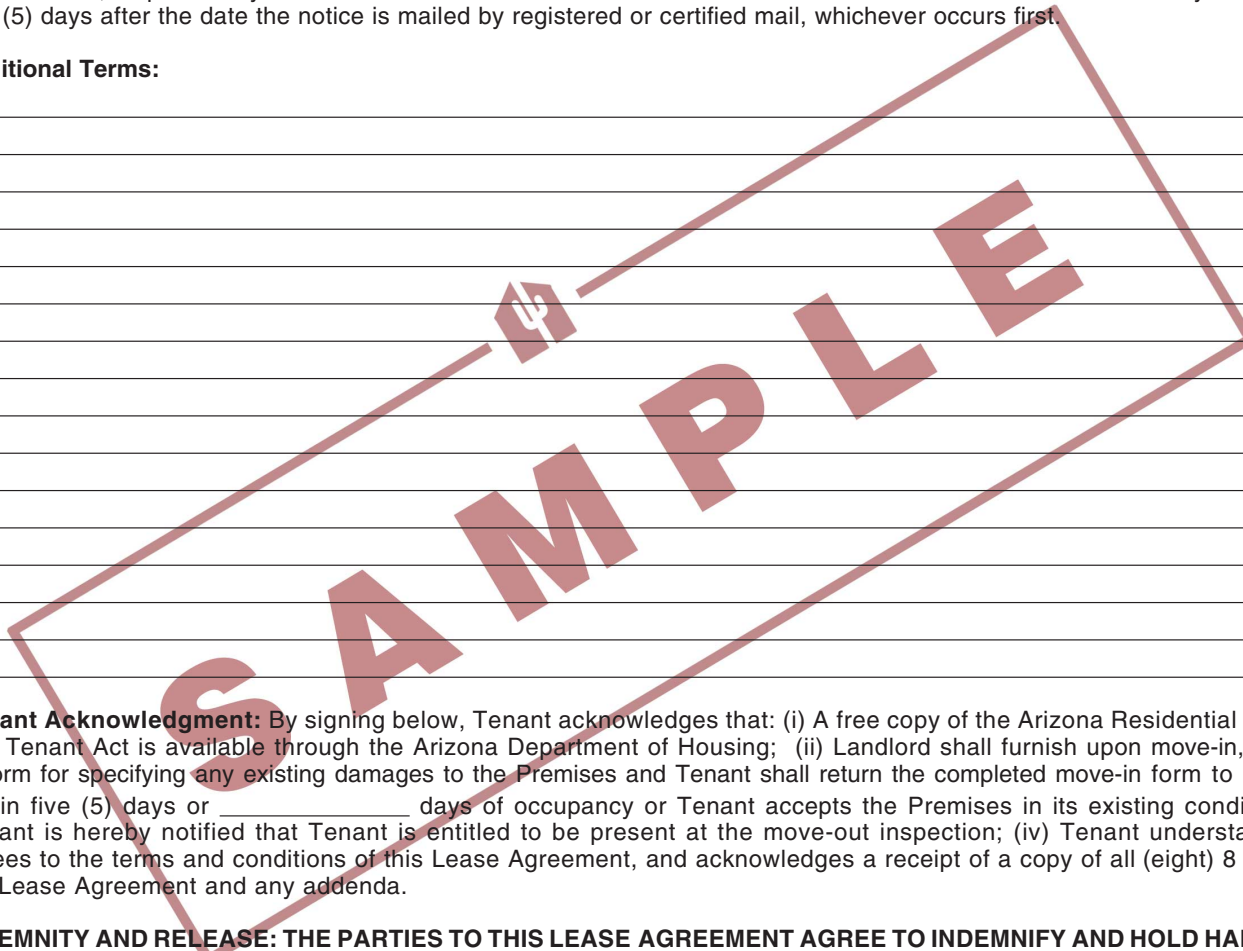 (5) days after the date the notice is mailed by registered or certified mail, whichever occurs first.
itional Terms:
SAMPLE
ant Acknowledgment: By signing below, Tenant acknowledges that: (i) A free copy of the Arizona Residential
Tenant Act is available through the Arizona Department of Housing; (ii) Landlord shall furnish upon move-in,
orm for specifying any existing damages to the Premises and Tenant shall return the completed move-in form to
in five (5) days or ______________ days of occupancy or Tenant accepts the Premises in its existing condi
ant is hereby notified that Tenant is entitled to be present at the move-out inspection; (iv) Tenant understa
ees to the terms and conditions of this Lease Agreement, and acknowledges a receipt of a copy of all (eight) 8
Lease Agreement and any addenda.
EMNITY AND RELEASE: THE PARTIES TO THIS LEASE AGREEMENT AGREE TO INDEMNIFY AND HOLD HA